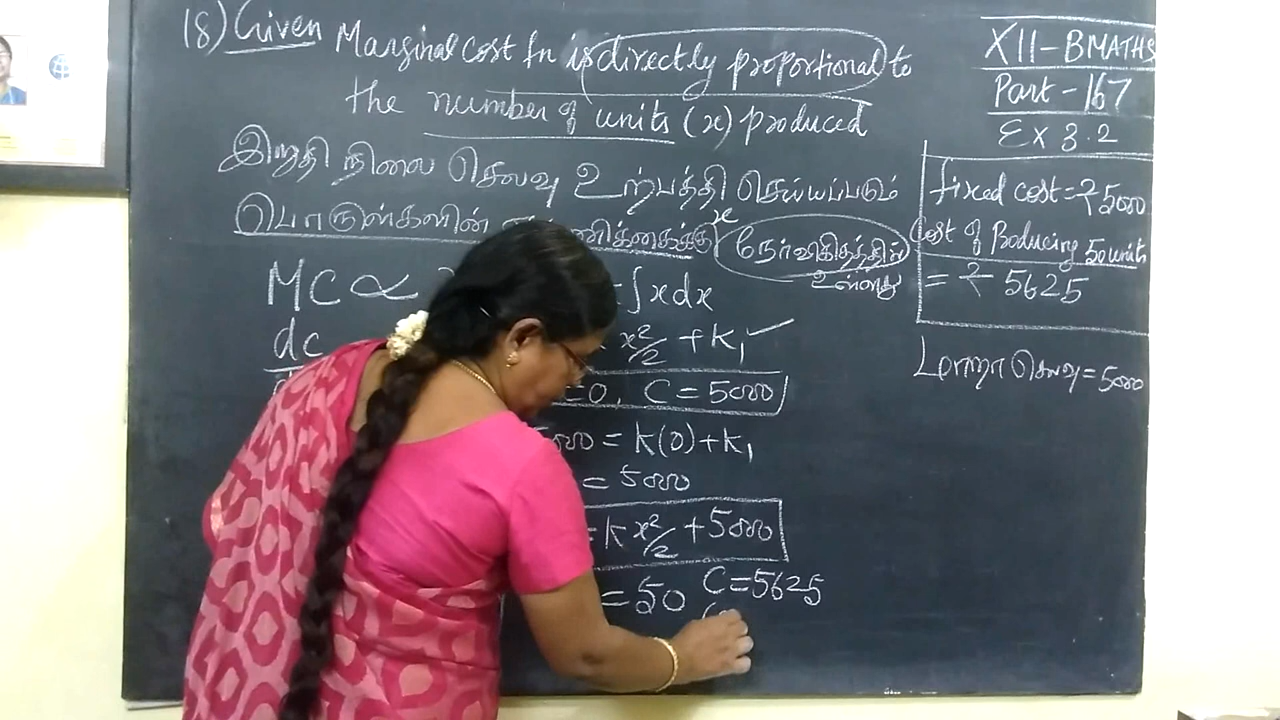 18) Given Marginal cost fn is directly proportional to
the number of units (x) produced
இறுதி நிலை செலவு உற்பத்தி செய்யப்படும்
பொருள்களின் x நேர்விகிதத்தில்
உள்ளது
MC ∝ = ∫ x dx
dc x²/2 + k₁
=0, C = 5000
= k(0) + k₁
= 5000
= k x²/2 + 5000
= 50 C = 5625
XII - BMATHS
Part - 167
Ex 3.2
fixed cost = ₹ 5000
Cost of Producing 50 units
= ₹ 5625
மாறா செலவு = 5000